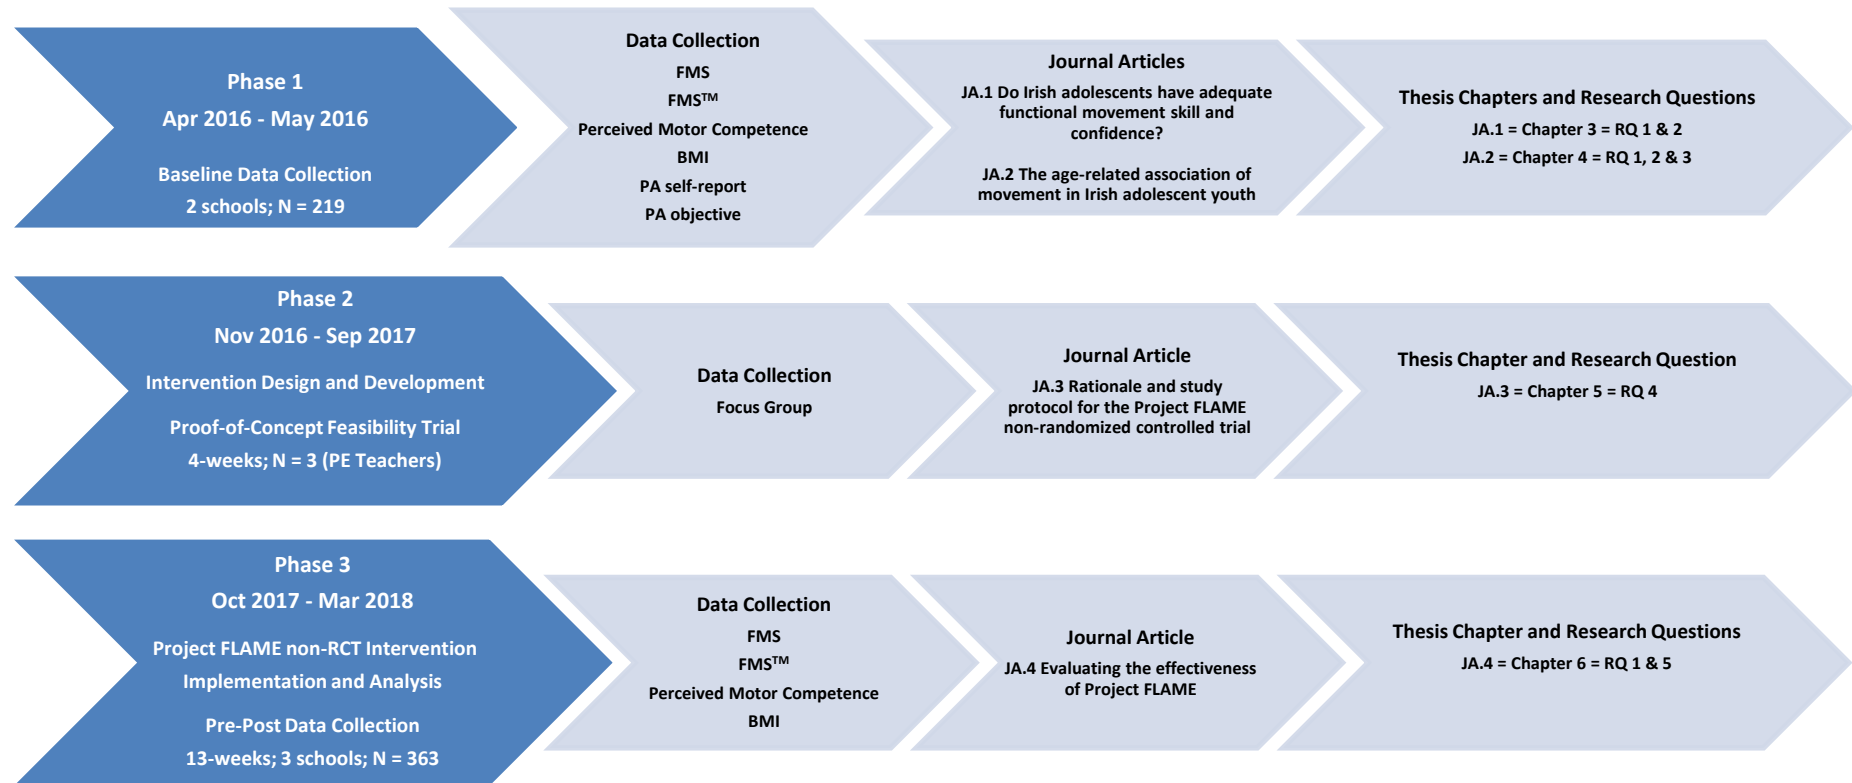 Phase 1
Apr 2016 - May 2016
Baseline Data Collection
2 schools; N = 219
Data Collection
FMS
FMS™
Perceived Motor Competence
BMI
PA self-report
PA objective
Journal Articles
JA.1 Do Irish adolescents have adequate
functional movement skill and
confidence?
JA.2 The age-related association of
movement in Irish adolescent youth
Thesis Chapters and Research Questions
JA.1 = Chapter 3 = RQ 1 & 2
JA.2 = Chapter 4 = RQ 1, 2 & 3
Phase 2
Nov 2016 - Sep 2017
Intervention Design and Development
Proof-of-Concept Feasibility Trial
4-weeks; N = 3 (PE Teachers)
Data Collection
Focus Group
Journal Article
JA.3 Rationale and study
protocol for the Project FLAME
non-randomized controlled trial
Thesis Chapter and Research Question
JA.3 = Chapter 5 = RQ 4
Phase 3
Oct 2017 - Mar 2018
Project FLAME non-RCT Intervention
Implementation and Analysis
Pre-Post Data Collection
13-weeks; 3 schools; N = 363
Data Collection
FMS
FMS™
Perceived Motor Competence
BMI
Journal Article
JA.4 Evaluating the effectiveness
of Project FLAME
Thesis Chapter and Research Questions
JA.4 = Chapter 6 = RQ 1 & 5